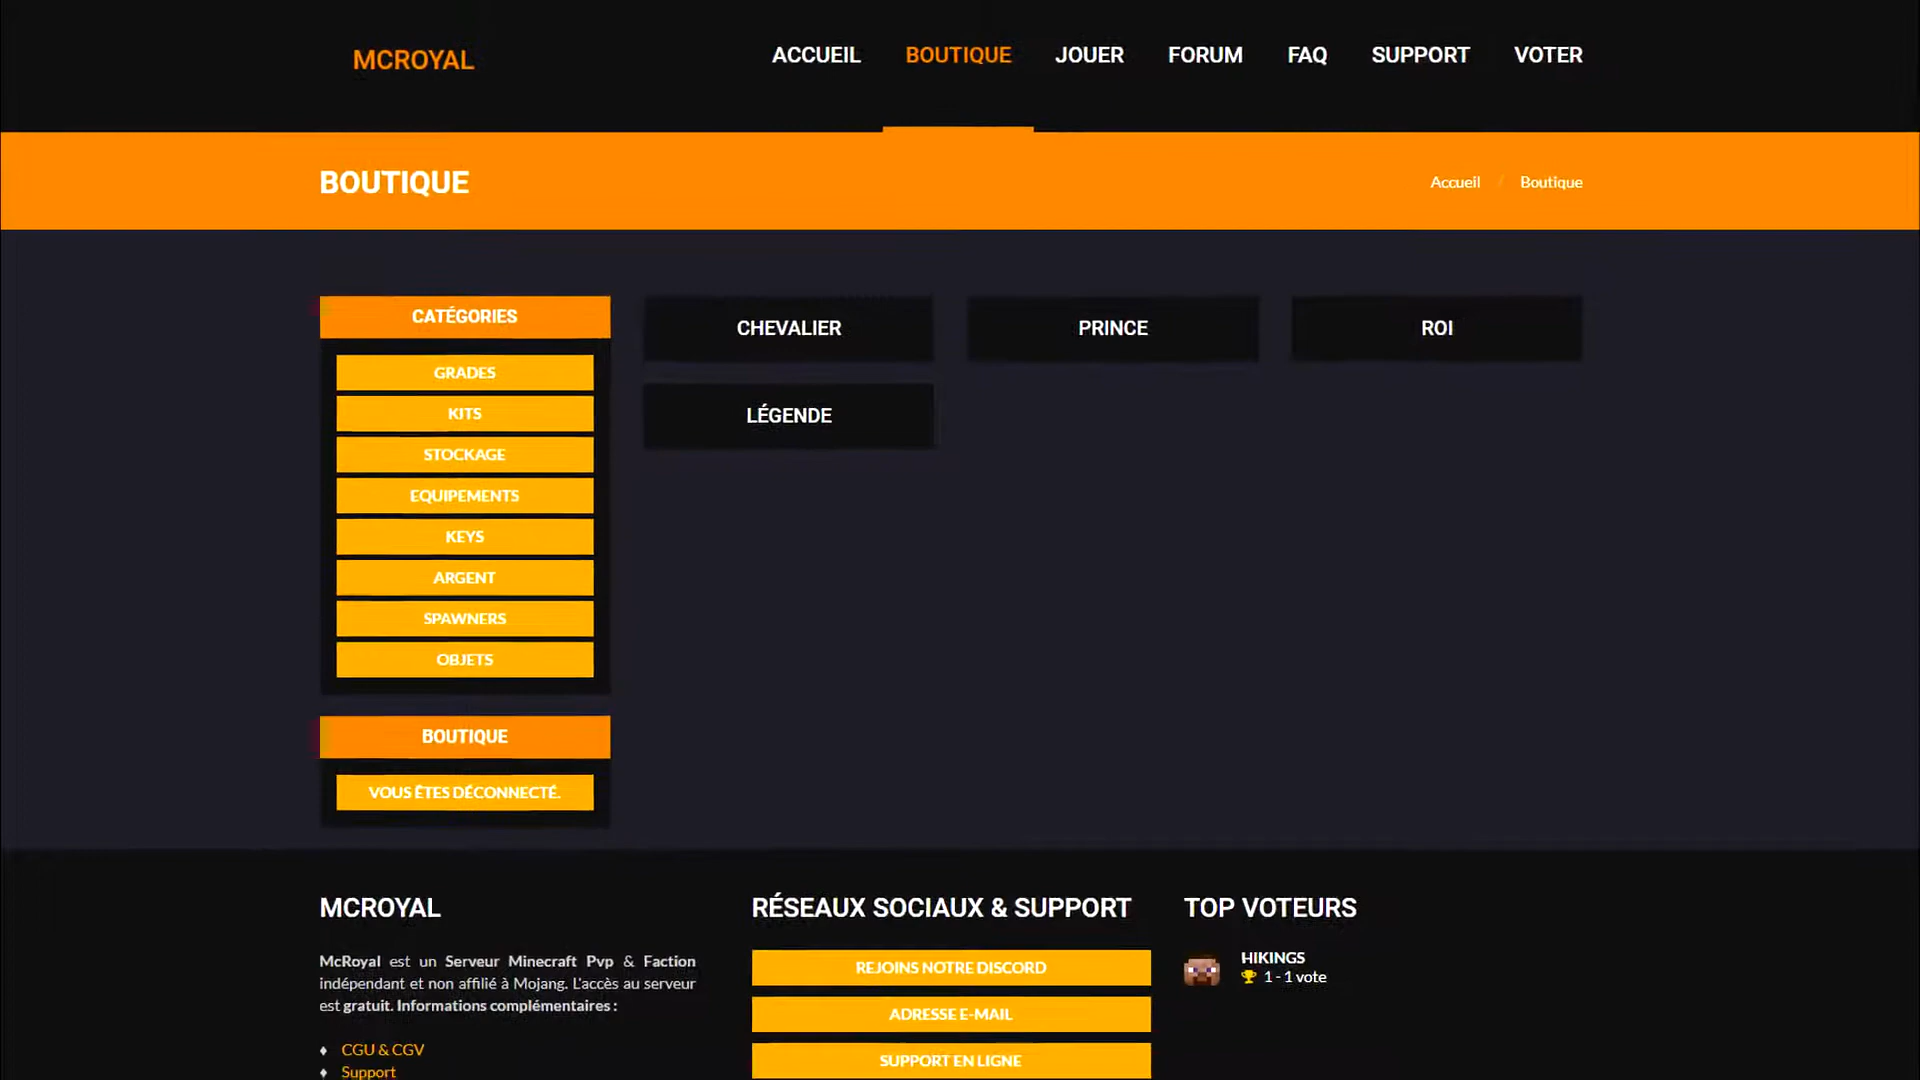 MCROYAL
ACCUEIL
BOUTIQUE
JOUER
FORUM
FAQ
SUPPORT
VOTER
BOUTIQUE
Accueil / Boutique
CATÉGORIES
GRADES
KITS
STOCKAGE
EQUIPEMENTS
KEYS
ARGENT
SPAWNERS
OBJETS
BOUTIQUE
VOUS ÊTES DÉCONNECTÉ.
CHEVALIER
PRINCE
ROI
LÉGENDE
MCROYAL
McRoyal est un Serveur Minecraft Pvp & Faction
indépendant et non affilié à Mojang. L'accès au serveur
est gratuit. Informations complémentaires :
CGU & CGV
Support
RÉSEAUX SOCIAUX & SUPPORT
REJOINS NOTRE DISCORD
ADRESSE E-MAIL
SUPPORT EN LIGNE
TOP VOTEURS
HIKINGS
1 - 1 vote